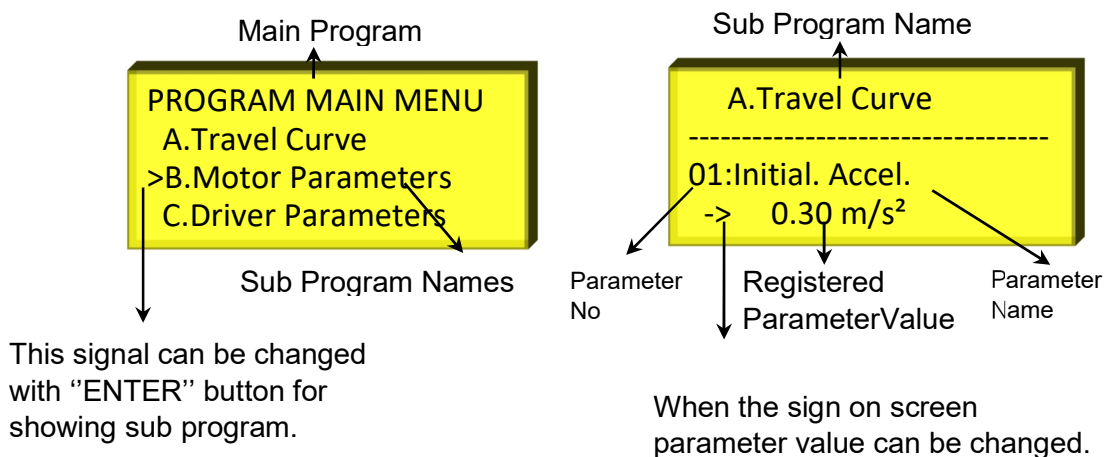 Main Program
PROGRAM MAIN MENU
A.Travel Curve
>B.Motor Parameters
C.Driver Parameters
Sub Program Names
This signal can be changed
with ‘’ENTER’’ button for
showing sub program.
Sub Program Name
A.Travel Curve
----------------------------------
01:Initial. Accel.
-> 0.30 m/s²
Parameter
No
Registered
ParameterValue
Parameter
Name
When the sign on screen
parameter value can be changed.